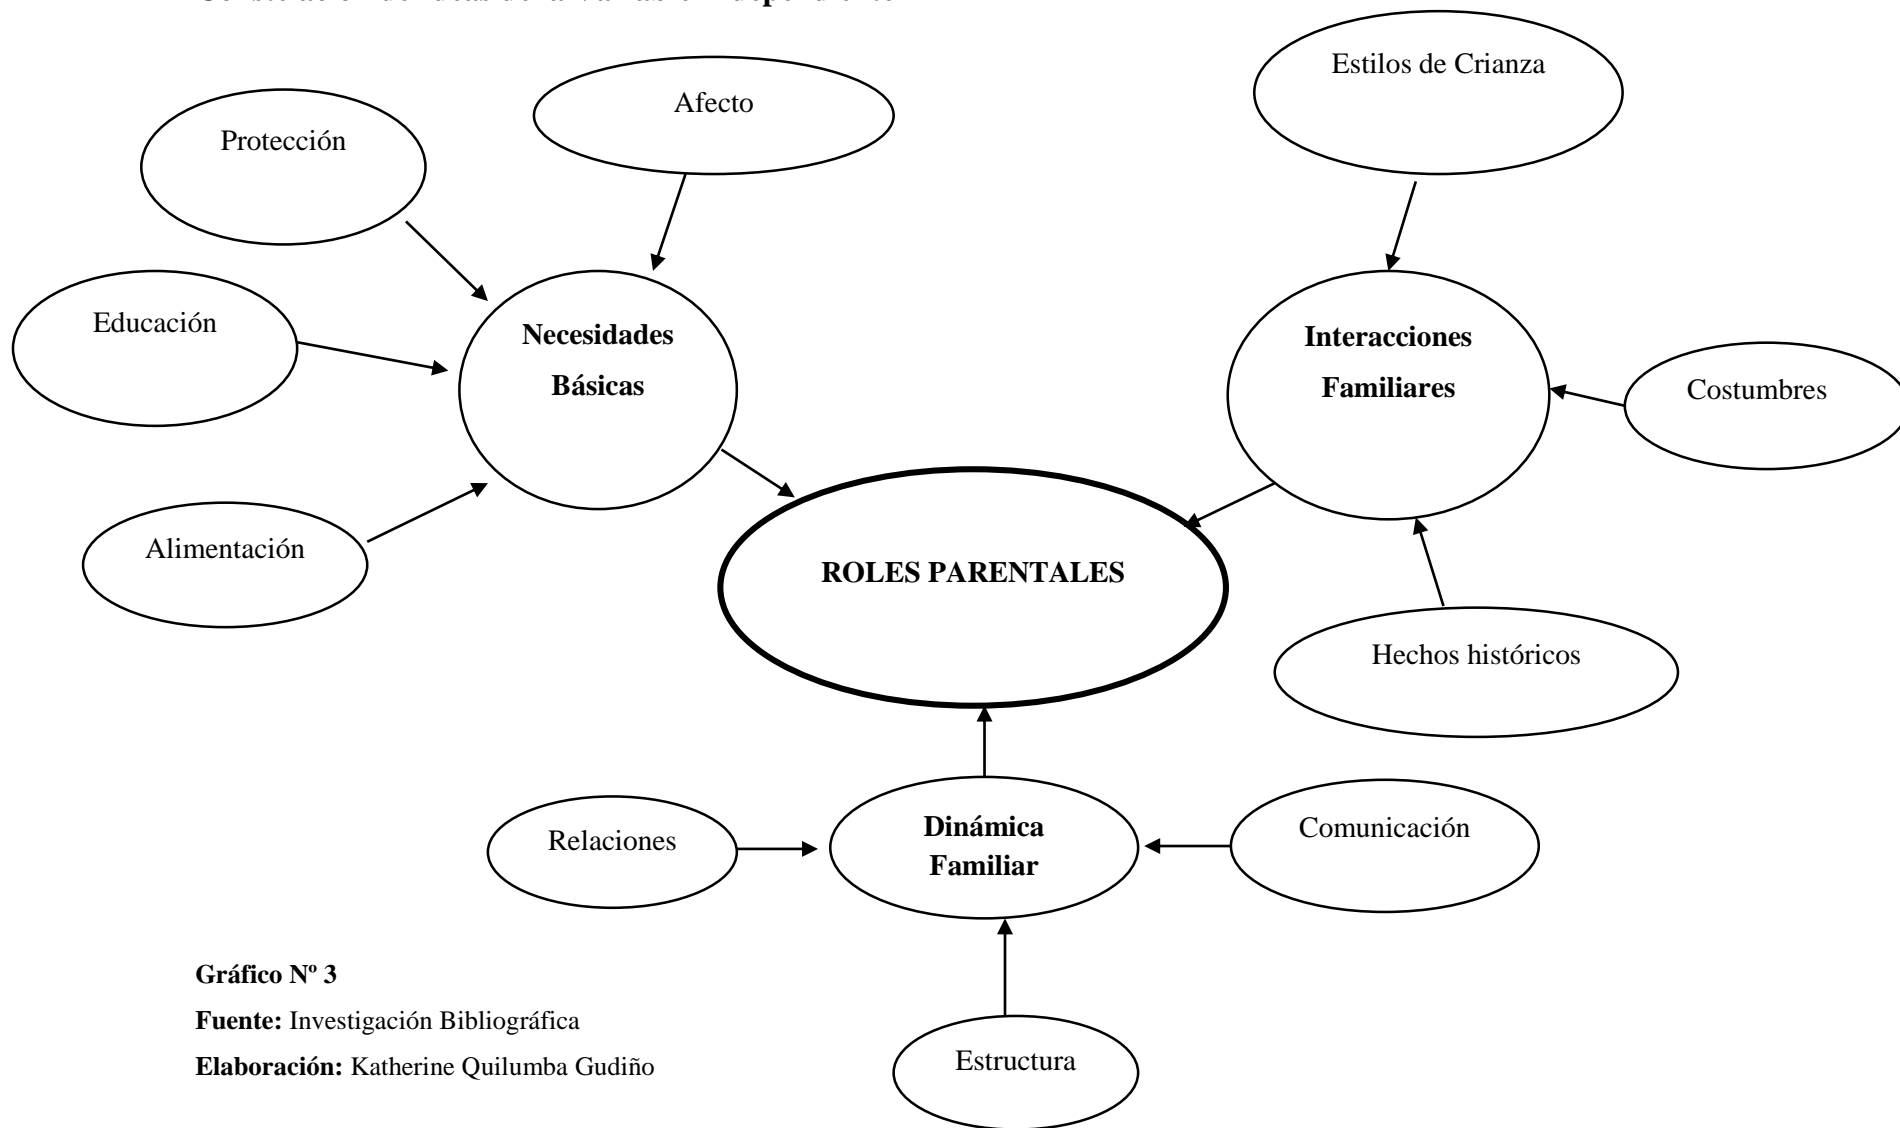 Estilos de Crianza
Afecto
Protección
Educación
Necesidades
Básicas
Interacciones
Familiares
Costumbres
Alimentación
ROLES PARENTALES
Hechos históricos
Relaciones
Dinámica
Familiar
Comunicación
Estructura
Gráfico Nº 3
Fuente: Investigación Bibliográfica
Elaboración: Katherine Quilumba Gudiño